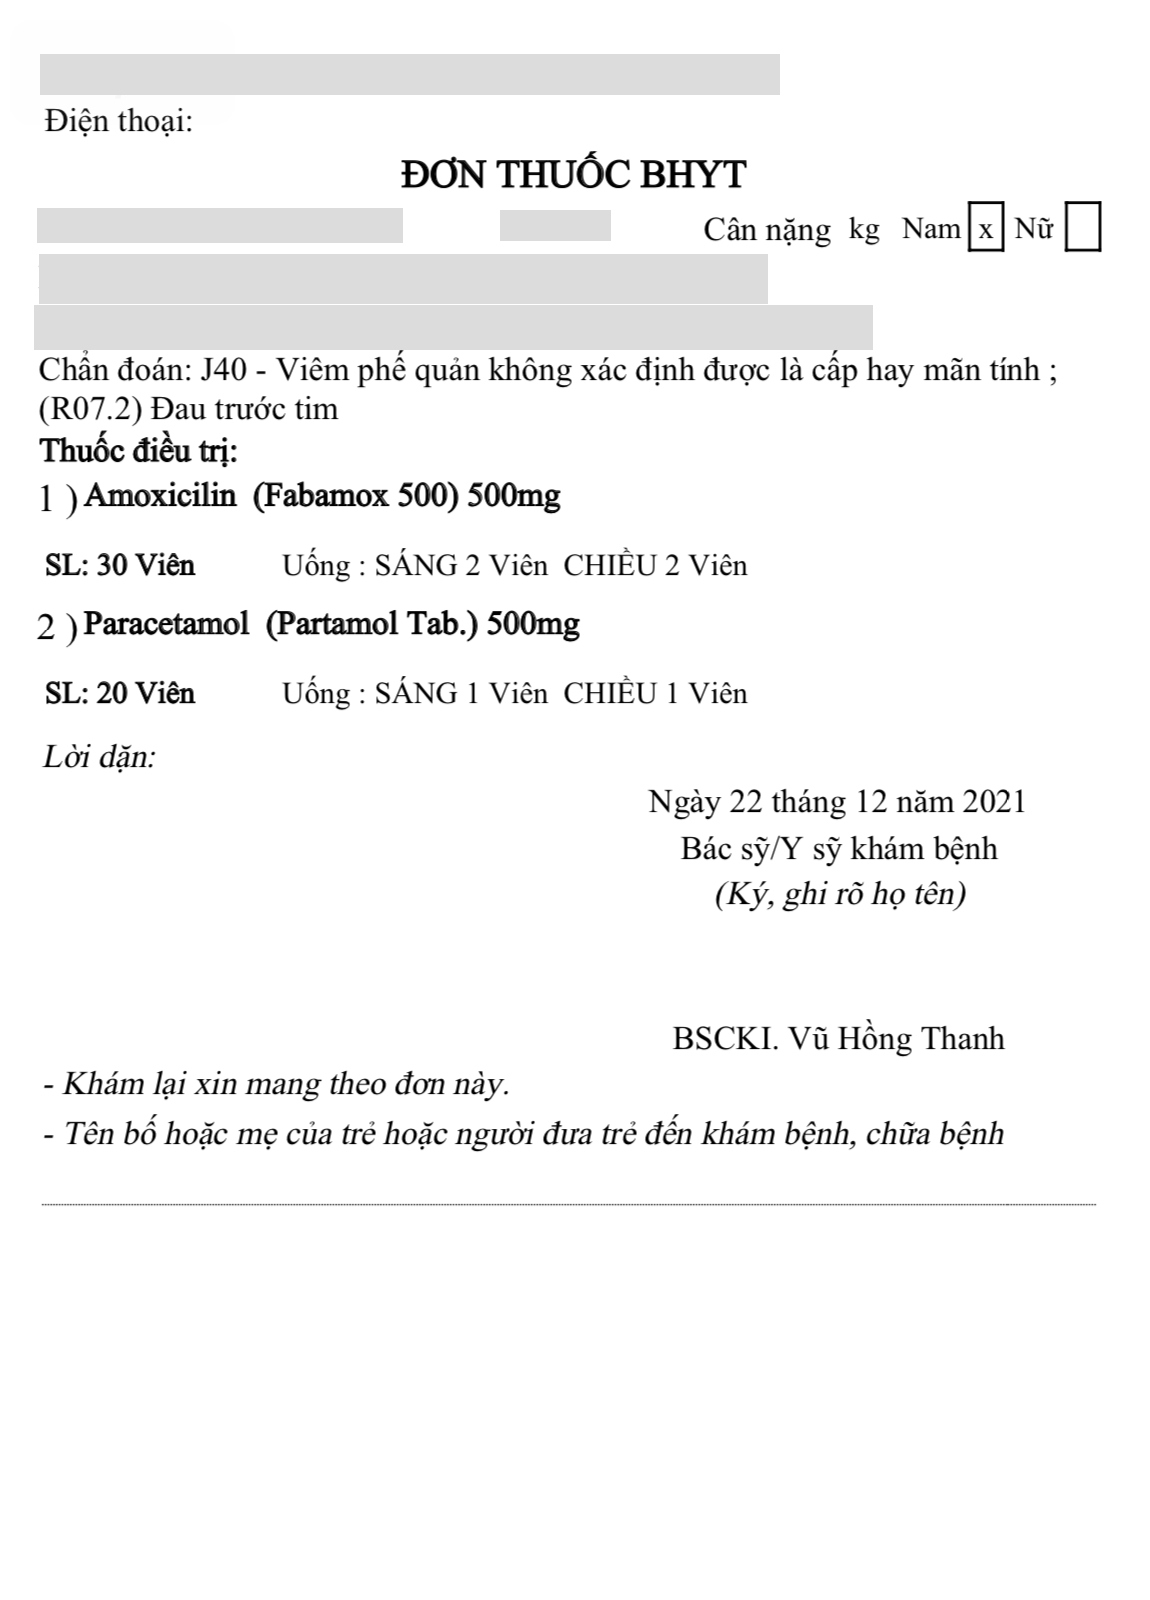 Điện thoại:
ĐƠN THUỐC BHYT
Cân nặng kg Nam x Nữ
Chẩn đoán: J40 - Viêm phế quản không xác định được là cấp hay mãn tính ;
(R07.2) Đau trước tim
Thuốc điều trị:
1 ) Amoxicilin (Fabamox 500) 500mg
SL: 30 Viên Uống : SÁNG 2 Viên CHIỀU 2 Viên
2 ) Paracetamol (Partamol Tab.) 500mg
SL: 20 Viên Uống : SÁNG 1 Viên CHIỀU 1 Viên
Lời dặn:
Ngày 22 tháng 12 năm 2021
Bác sỹ/Y sỹ khám bệnh
(Ký, ghi rõ họ tên)
BSCKI. Vũ Hồng Thanh
- Khám lại xin mang theo đơn này.
- Tên bố hoặc mẹ của trẻ hoặc người đưa trẻ đến khám bệnh, chữa bệnh